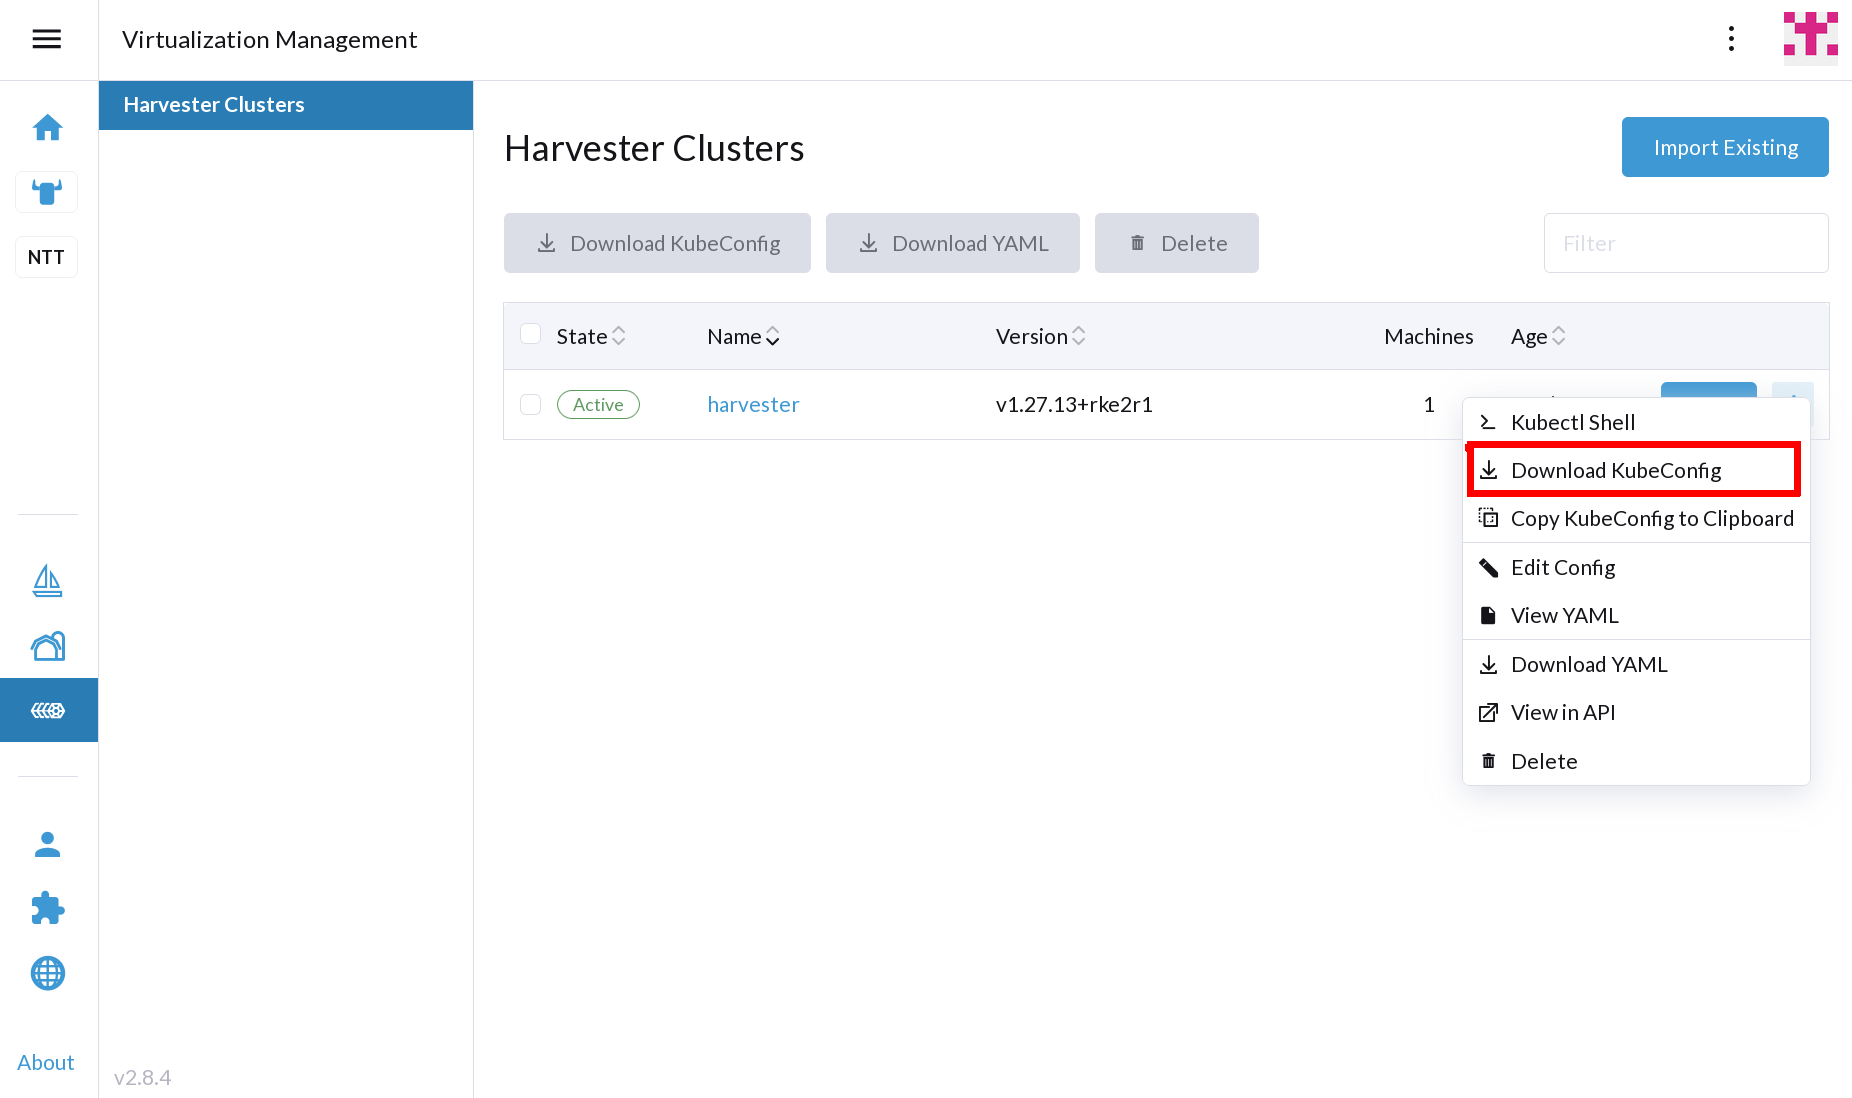 Virtualization Management
Harvester Clusters
NTT
About
v2.8.4
Harvester Clusters
Import Existing
Download KubeConfig
Download YAML
Delete
Filter
State Name Version Machines Age
Active harvester v1.27.13+rke2r1 1
Kubectl Shell
Download KubeConfig
Copy KubeConfig to Clipboard
Edit Config
View YAML
Download YAML
View in API
Delete